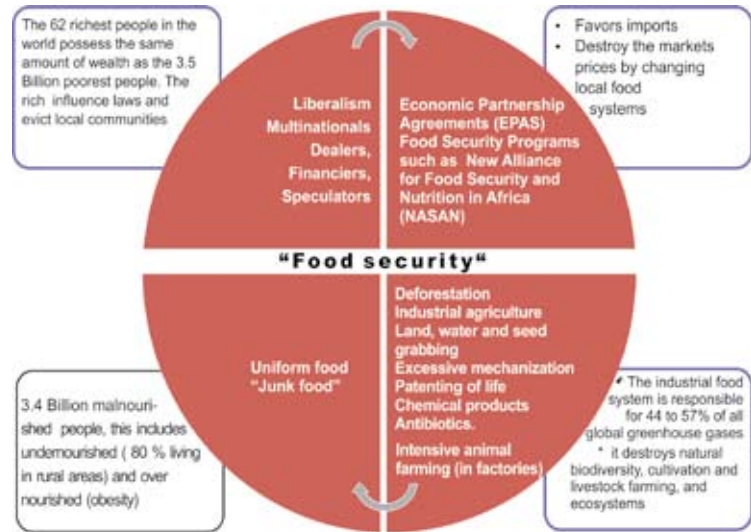 The 62 richest people in the
world possess the same
amount of wealth as the 3.5
Billion poorest people. The
rich influence laws and
evict local communities
Liberalism
Multinationals
Dealers,
Financiers,
Speculators
Economic Partnership
Agreements (EPAS)
Food Security Programs
such as New Alliance
for Food Security and
Nutrition in Africa
(NASAN)
• Favors imports
• Destroy the markets
prices by changing
local food
systems
"Food security"
Uniform food
"Junk food"
3.4 Billion malnouri-
shed people, this includes
undernourished ( 80 % living
in rural areas) and over
nourished (obesity)
Deforestation
Industrial agriculture
Land, water and seed
grabbing
Excessive mechanization
Patenting of life
Chemical products
Antibiotics.
Intensive animal
farming (in factories)
* The industrial food
system is responsible
for 44 to 57% of all
global greenhouse gases
* it destroys natural
biodiversity, cultivation and
livestock farming, and
ecosystems